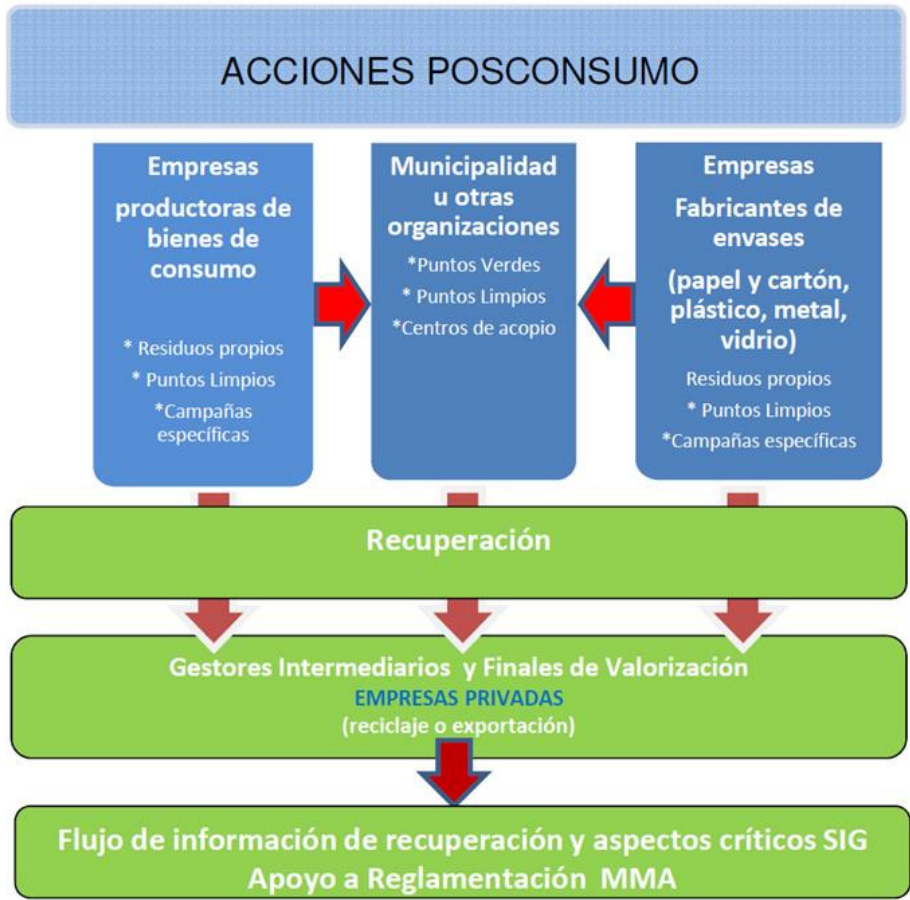 ACCIONES POSCONSUMO
Empresas
productoras de
bienes de
consumo
* Residuos propios
* Puntos Limpios
*Campañas
específicas
Municipalidad
u otras
organizaciones
*Puntos Verdes
* Puntos Limpios
*Centros de acopio
Empresas
Fabricantes de
envases
(papel y cartón,
plástico, metal,
vidrio)
Residuos propios
* Puntos Limpios
*Campañas específicas
Recuperación
Gestores Intermediarios y Finales de Valorización
EMPRESAS PRIVADAS
(reciclaje o exportación)
Flujo de información de recuperación y aspectos críticos SIG
Apoyo a Reglamentación MMA